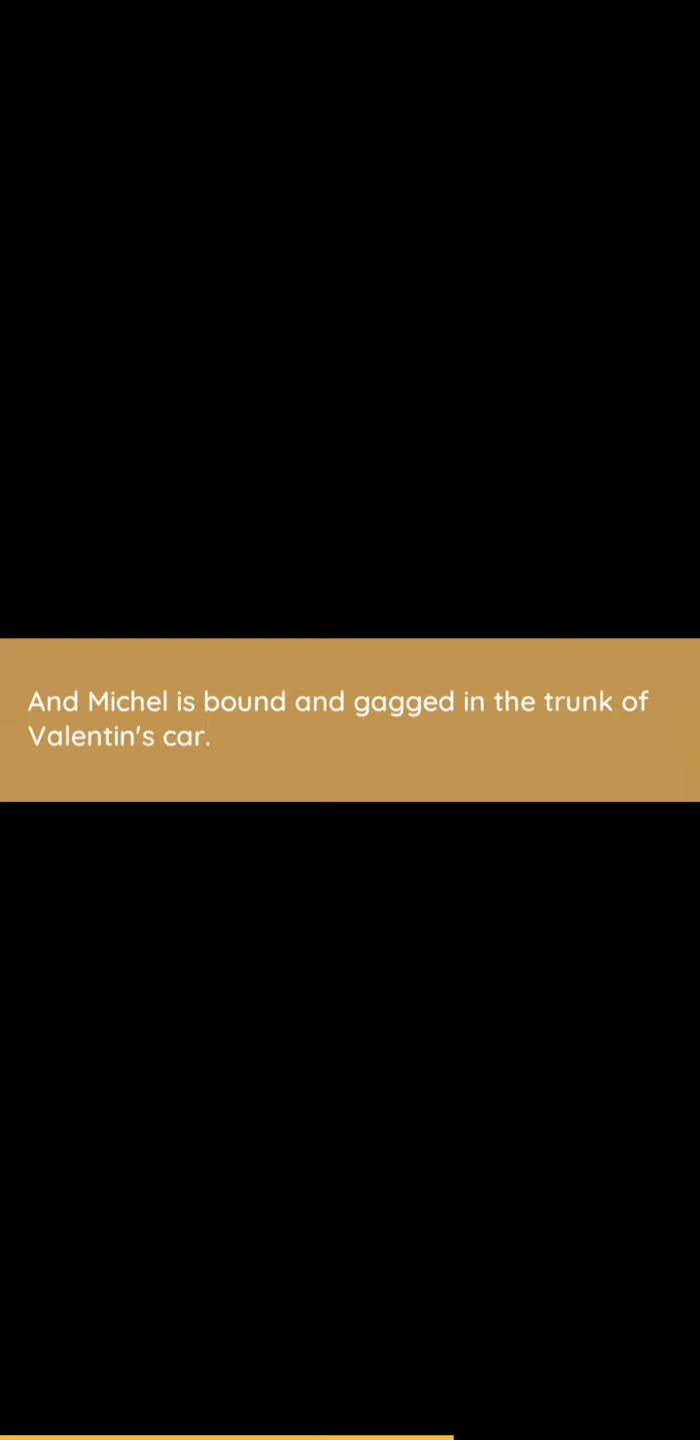 And Michel is bound and gagged in the trunk of
Valentin's car.